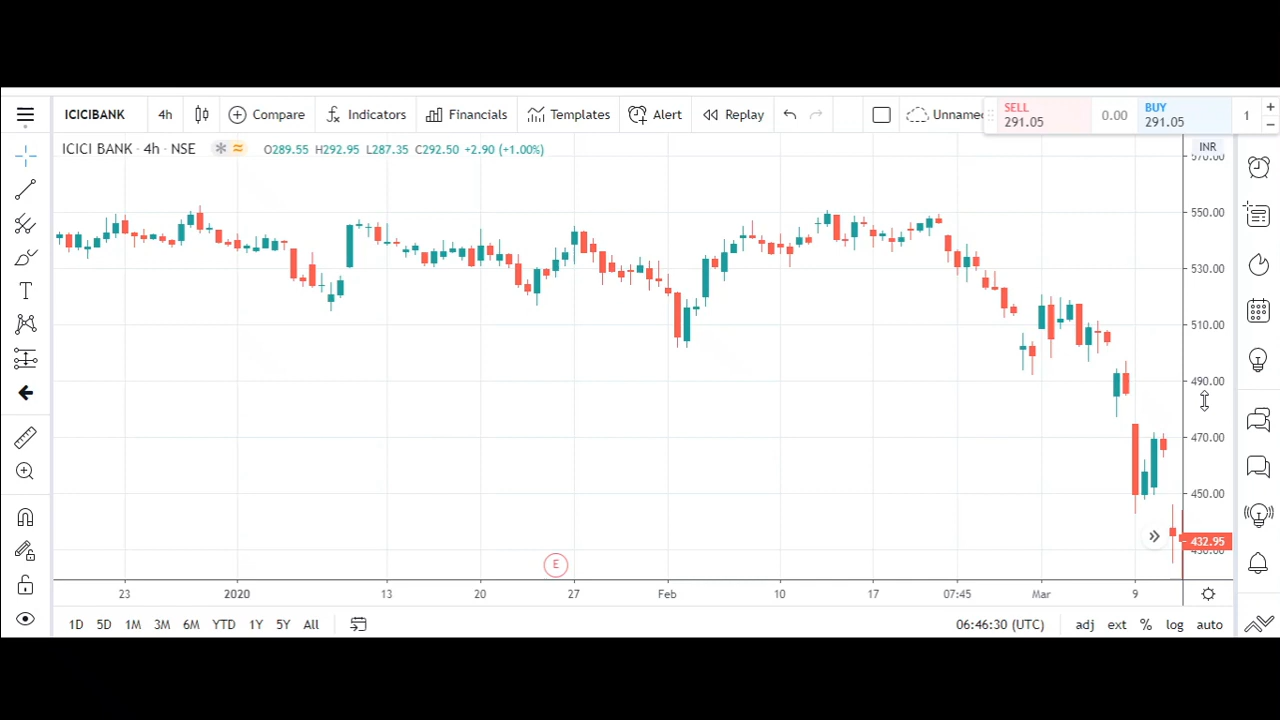 ICICIBANK 4h Compare Indicators Financials Templates Alert Replay Unname SELL 291.05 0.00 BUY 291.05 1 + −
ICICI BANK · 4h · NSE O289.55 H292.95 L287.35 C292.50 +2.90 (+1.00%) INR
570.00
550.00
530.00
510.00
490.00
470.00
450.00
432.95
430.00
E
23 2020 13 20 27 Feb 10 17 07:45 Mar 9
1D 5D 1M 3M 6M YTD 1Y 5Y All 06:46:30 (UTC) adj ext % log auto